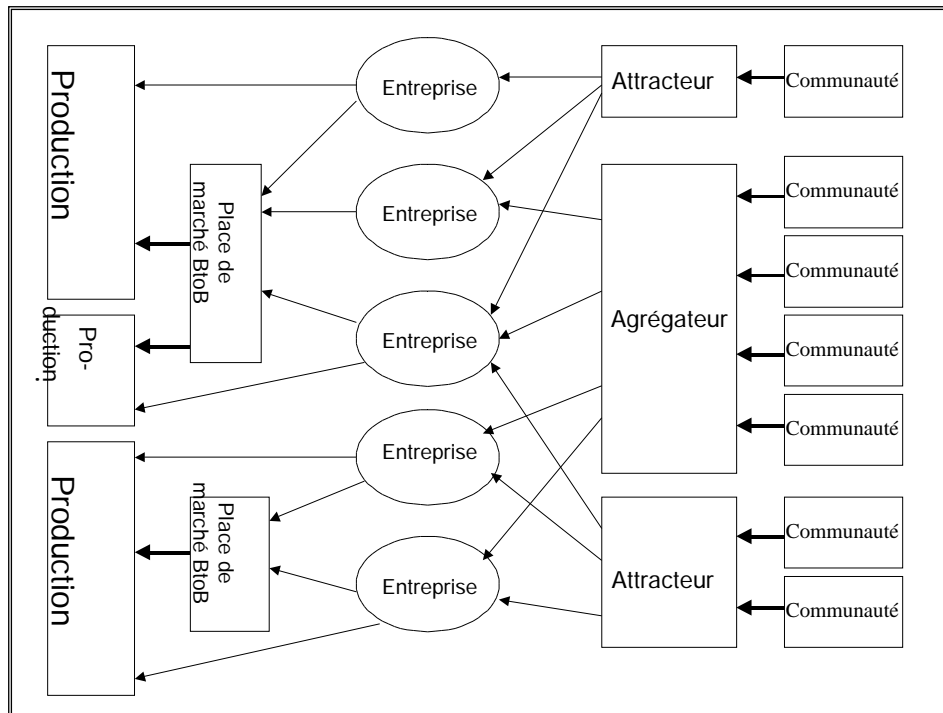 Production
Entreprise
Attracteur
Communauté
Place de
marché BtoB
Entreprise
Agrégateur
Communauté
Communauté
Pro-
duction
Entreprise
Communauté
Communauté
Production
Entreprise
Place de
marché BtoB
Entreprise
Attracteur
Communauté
Communauté